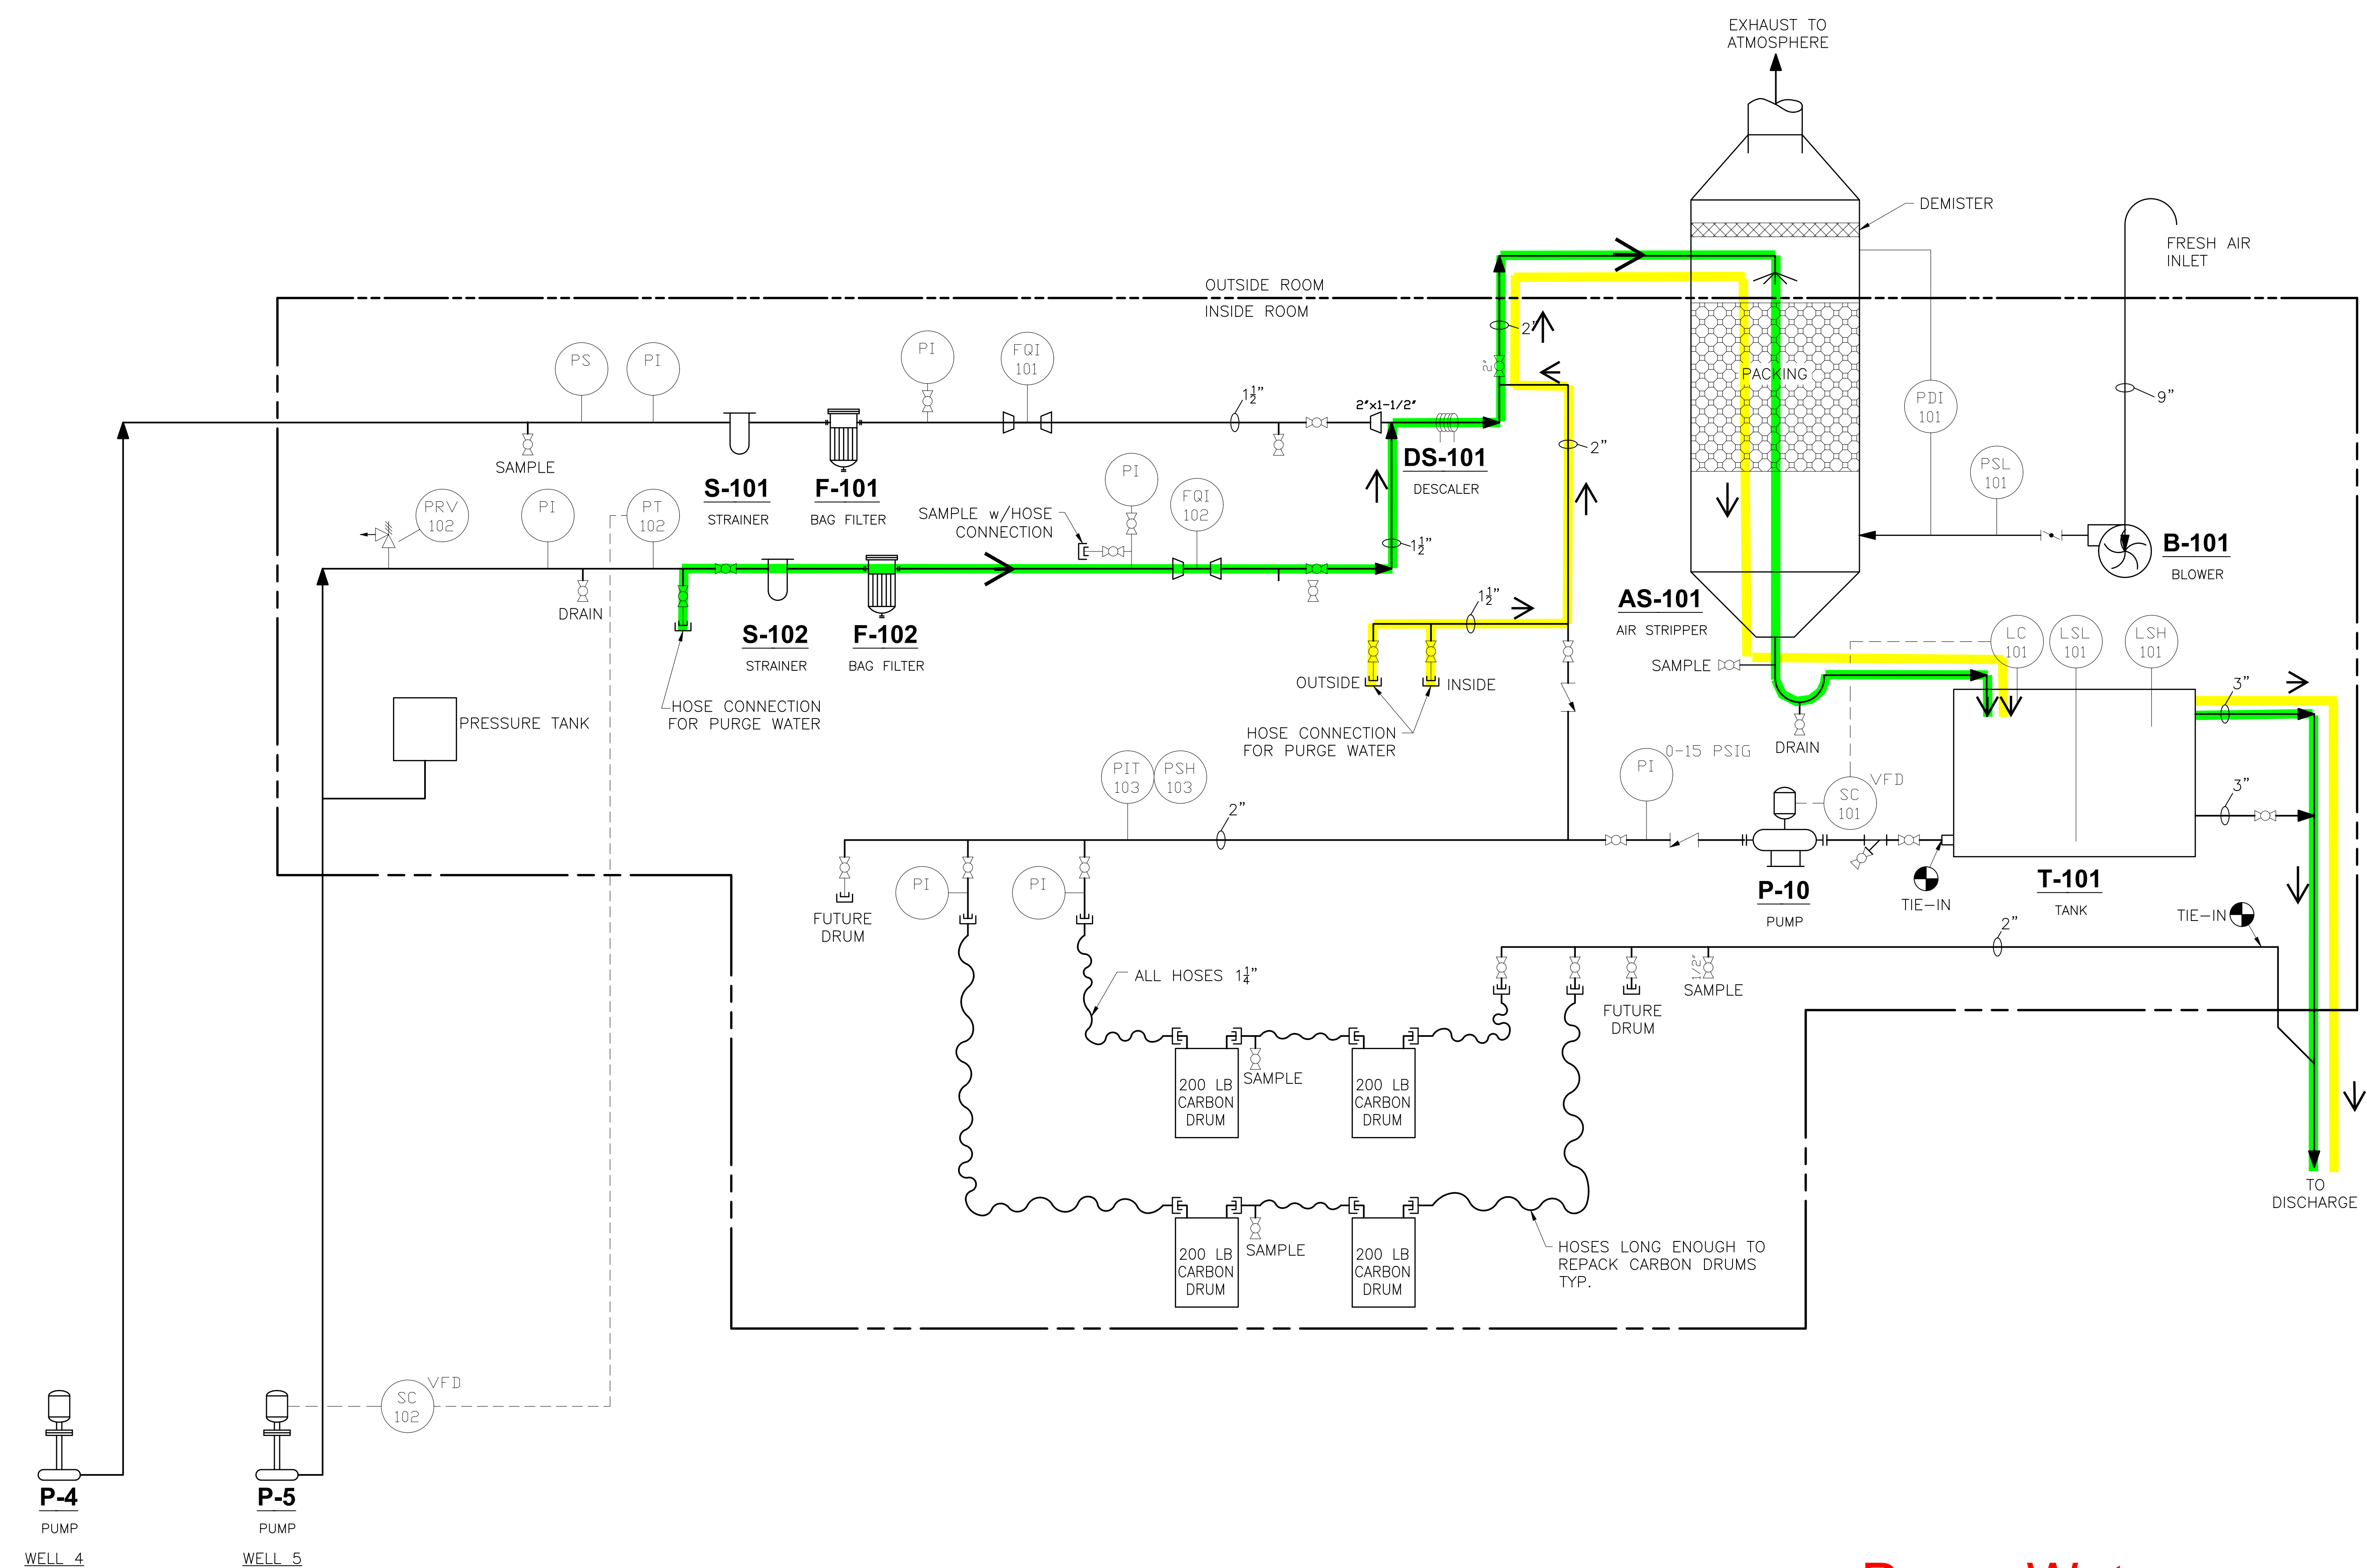 EXHAUST TO
ATMOSPHERE
DEMISTER
FRESH AIR
INLET
OUTSIDE ROOM
INSIDE ROOM
PS
PI
PI
FQI
101
2"
2"
PACKING
PDI
101
9"
1½"
2"x1-1/2"
SAMPLE
DS-101
DESCALER
2"
PSL
101
S-101
STRAINER
F-101
BAG FILTER
PI
FQI
102
SAMPLE w/HOSE
CONNECTION
PRV
102
PI
PT
102
1½"
B-101
BLOWER
DRAIN
S-102
STRAINER
F-102
BAG FILTER
1½"
AS-101
AIR STRIPPER
LC
101
LSL
101
LSH
101
SAMPLE
OUTSIDE
INSIDE
3"
HOSE CONNECTION
FOR PURGE WATER
PRESSURE TANK
HOSE CONNECTION
FOR PURGE WATER
DRAIN
0-15 PSIG
PI
PIT
103
PSH
103
VFD
SC
101
3"
2"
PI
PI
P-10
PUMP
TIE-IN
T-101
TANK
TIE-IN
2"
FUTURE
DRUM
ALL HOSES 1¼"
1/2"
SAMPLE
FUTURE
DRUM
200 LB
CARBON
DRUM
SAMPLE
200 LB
CARBON
DRUM
TO
DISCHARGE
200 LB
CARBON
DRUM
SAMPLE
200 LB
CARBON
DRUM
HOSES LONG ENOUGH TO
REPACK CARBON DRUMS
TYP.
VFD
SC
102
P-4
PUMP
WELL 4
P-5
PUMP
WELL 5